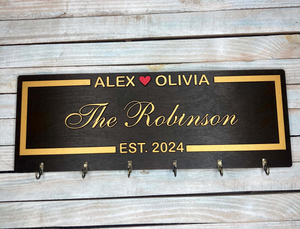 ALEX ❤ OLIVIA
The Robinson
EST. 2024